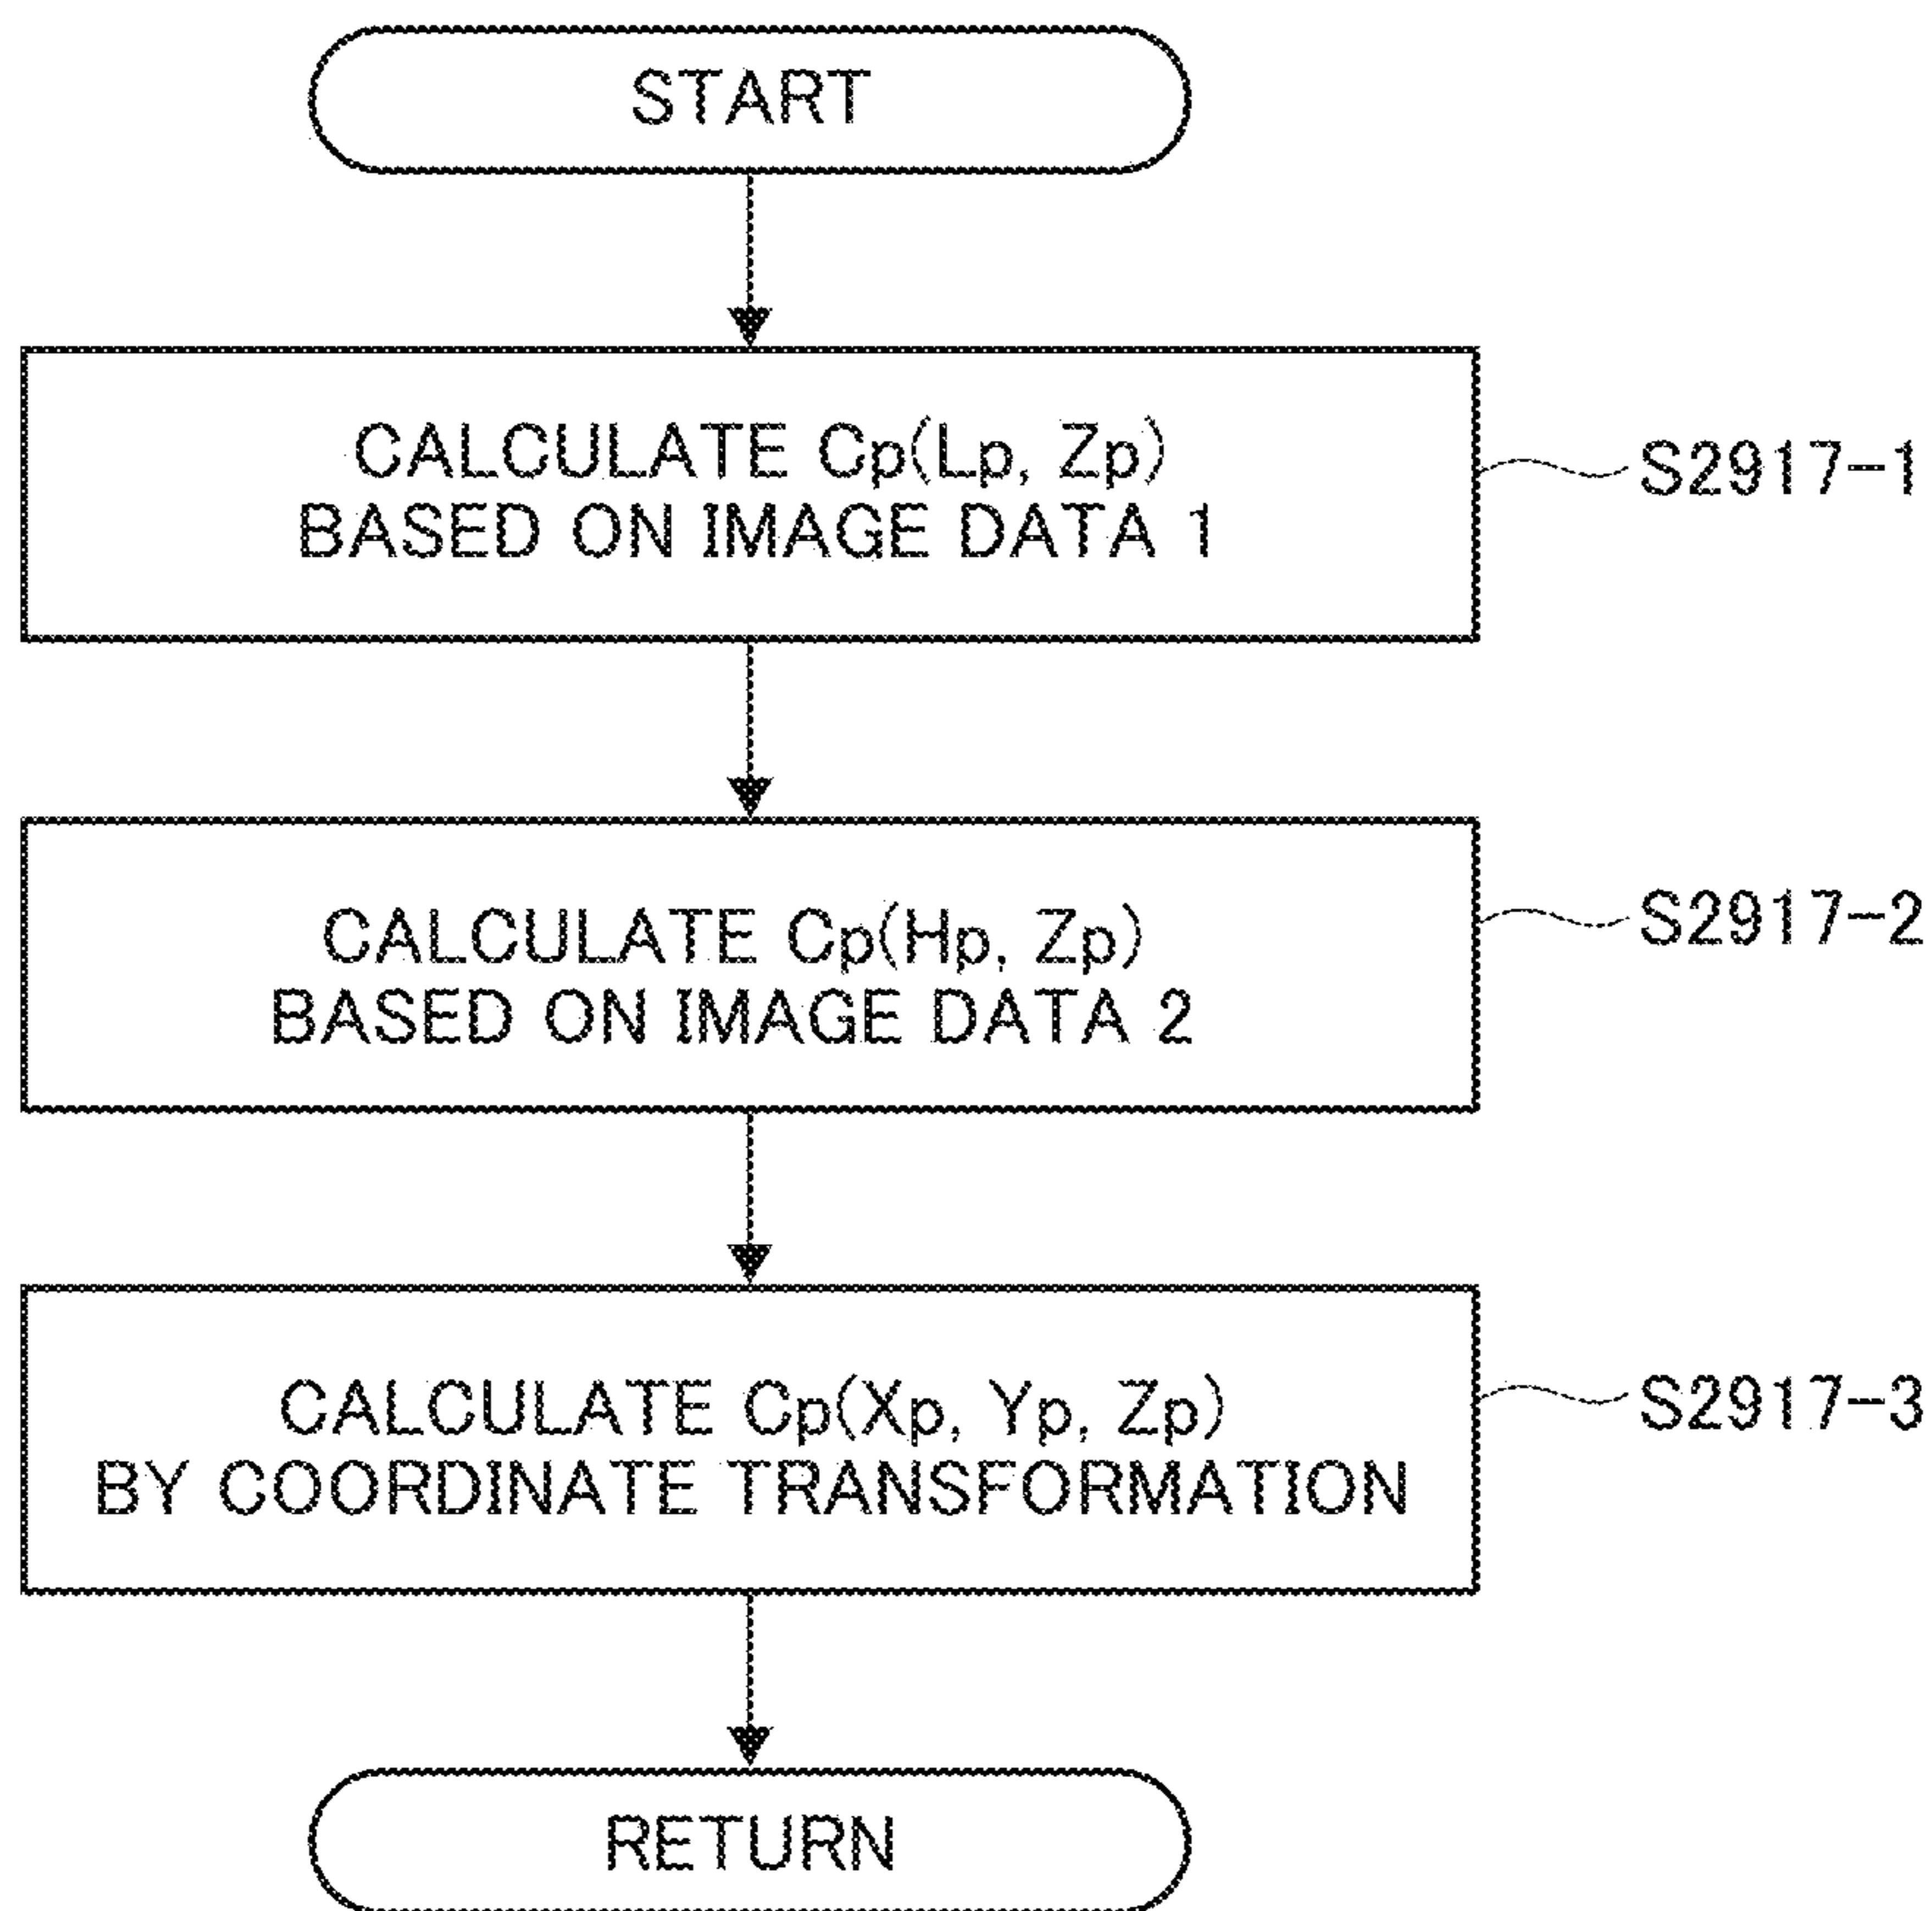 START
CALCULATE Cp(Lp, Zp)
BASED ON IMAGE DATA 1
S2917-1
CALCULATE Cp(Hp, Zp)
BASED ON IMAGE DATA 2
S2917-2
CALCULATE Cp(Xp, Yp, Zp)
BY COORDINATE TRANSFORMATION
S2917-3
RETURN